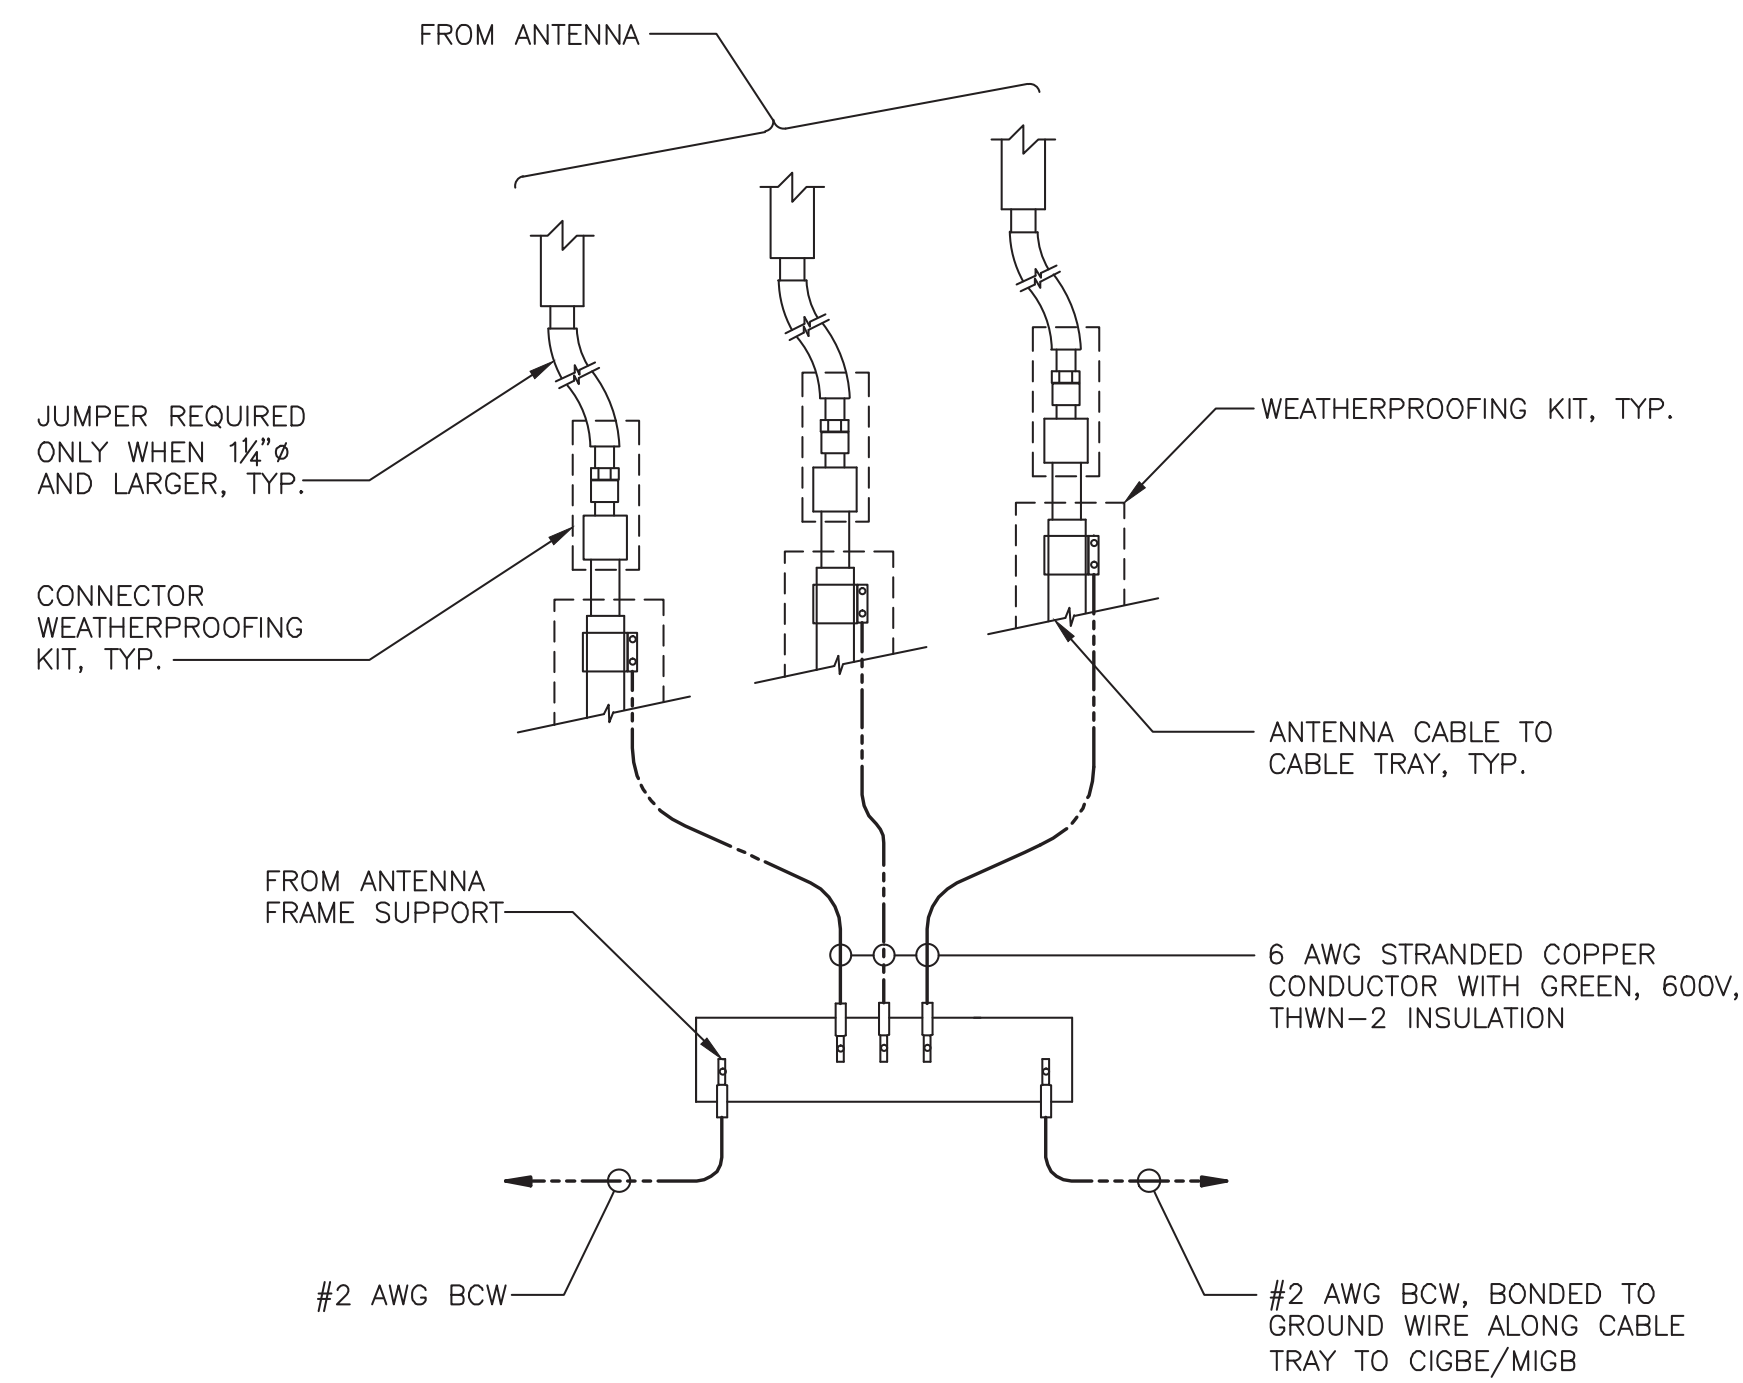 FROM ANTENNA
JUMPER REQUIRED
ONLY WHEN 1¼"ø
AND LARGER, TYP.
WEATHERPROOFING KIT, TYP.
CONNECTOR
WEATHERPROOFING
KIT, TYP.
ANTENNA CABLE TO
CABLE TRAY, TYP.
FROM ANTENNA
FRAME SUPPORT
6 AWG STRANDED COPPER
CONDUCTOR WITH GREEN, 600V,
THWN-2 INSULATION
#2 AWG BCW
#2 AWG BCW, BONDED TO
GROUND WIRE ALONG CABLE
TRAY TO CIGBE/MIGB